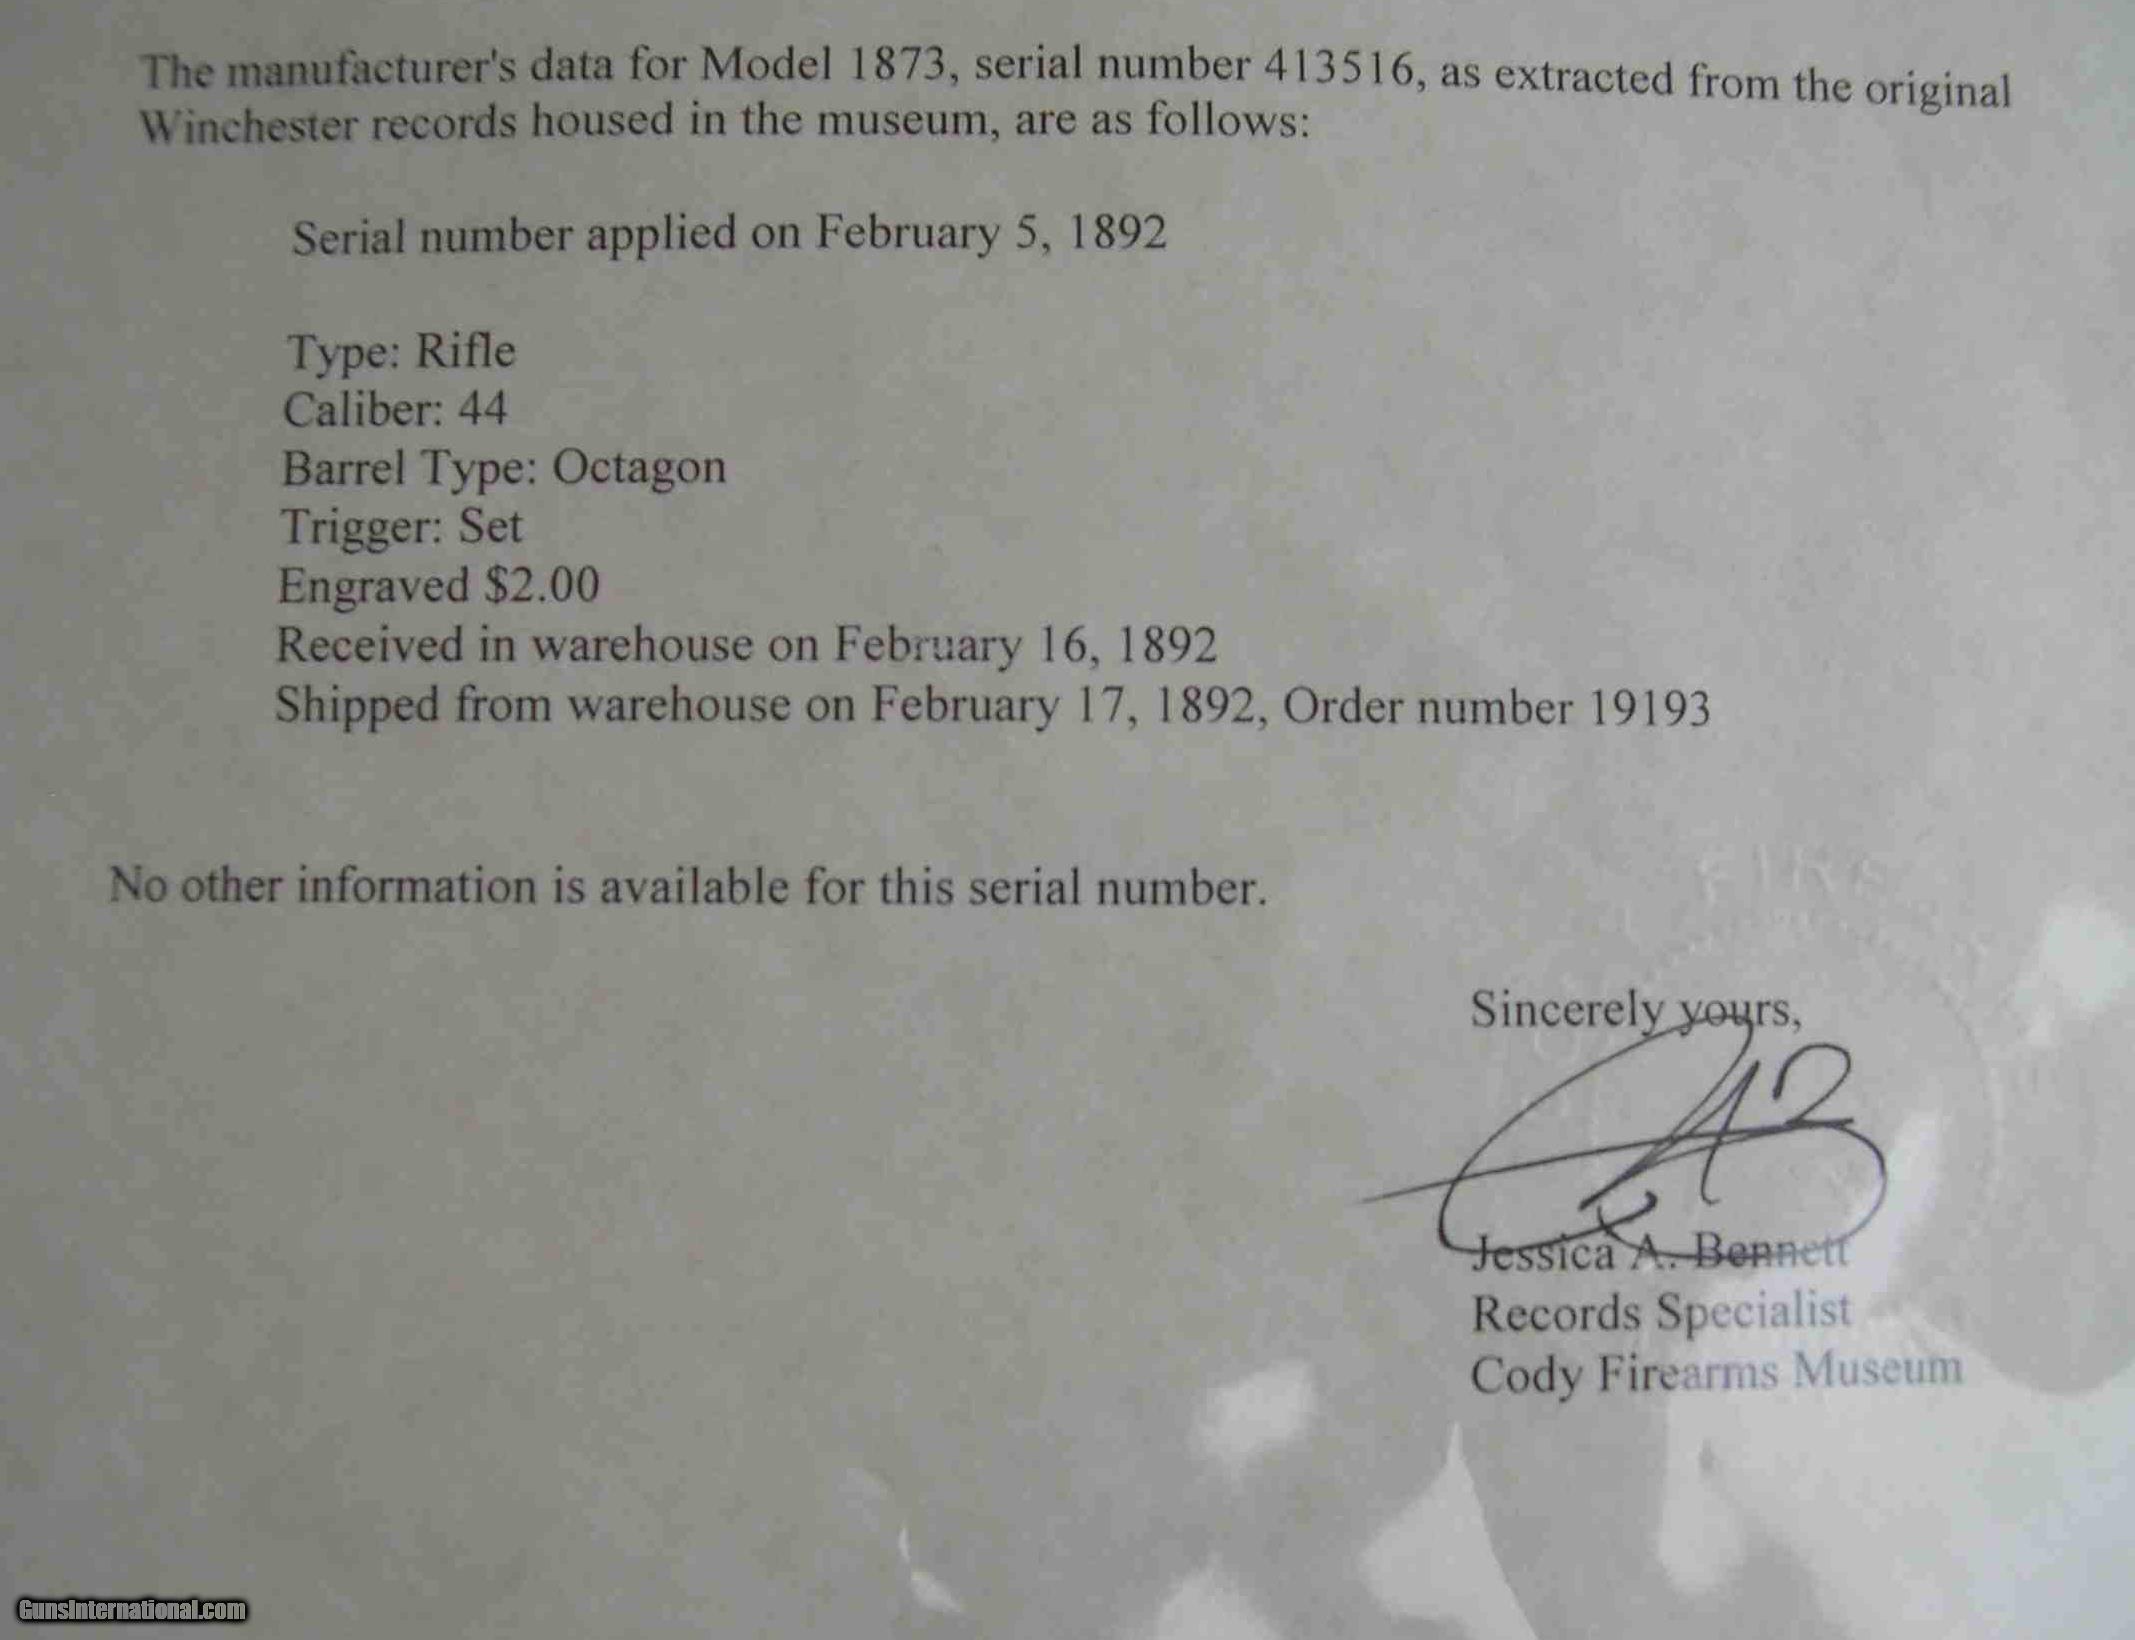 The manufacturer's data for Model 1873, serial number 413516, as extracted from the original
Winchester records housed in the museum, are as follows:
Serial number applied on February 5, 1892
Type: Rifle
Caliber: 44
Barrel Type: Octagon
Trigger: Set
Engraved $2.00
Received in warehouse on February 16, 1892
Shipped from warehouse on February 17, 1892, Order number 19193
No other information is available for this serial number.
Sincerely yours,
Jessica A. Bennett
Records Specialist
Cody Firearms Museum
GunsInternational.com